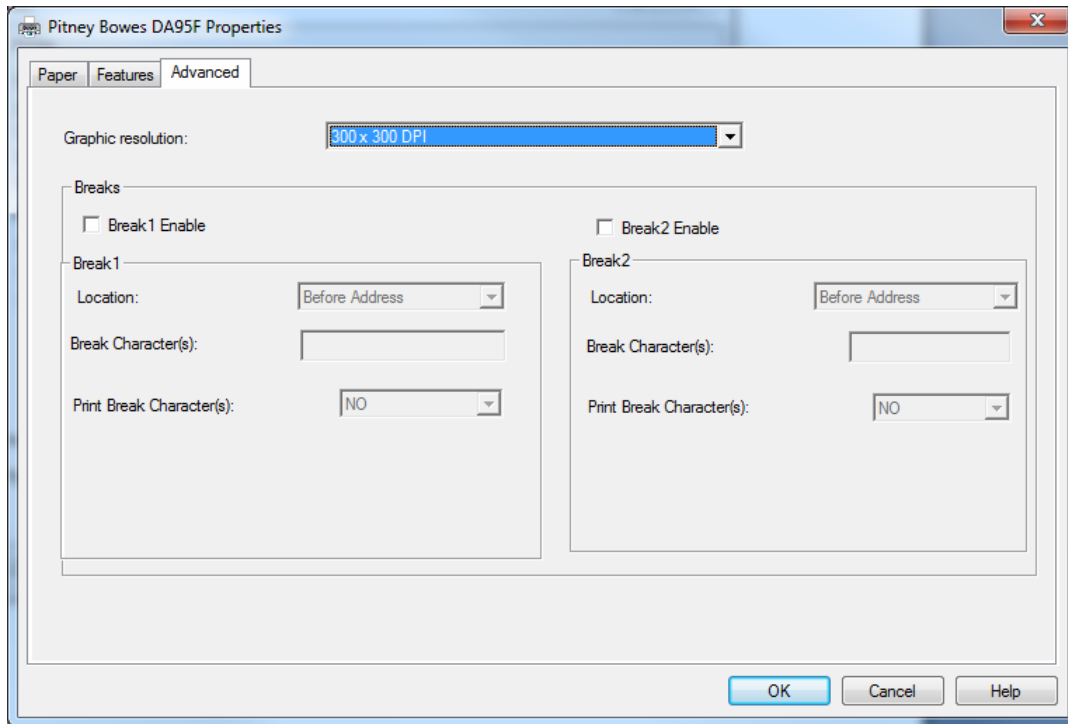 Pitney Bowes DA95F Properties
Paper Features Advanced
Graphic resolution: 300 x 300 DPI
Breaks
Break1 Enable
Break2 Enable
Break1
Location: Before Address
Break Character(s):
Print Break Character(s): NO
Break2
Location: Before Address
Break Character(s):
Print Break Character(s): NO
OK Cancel Help